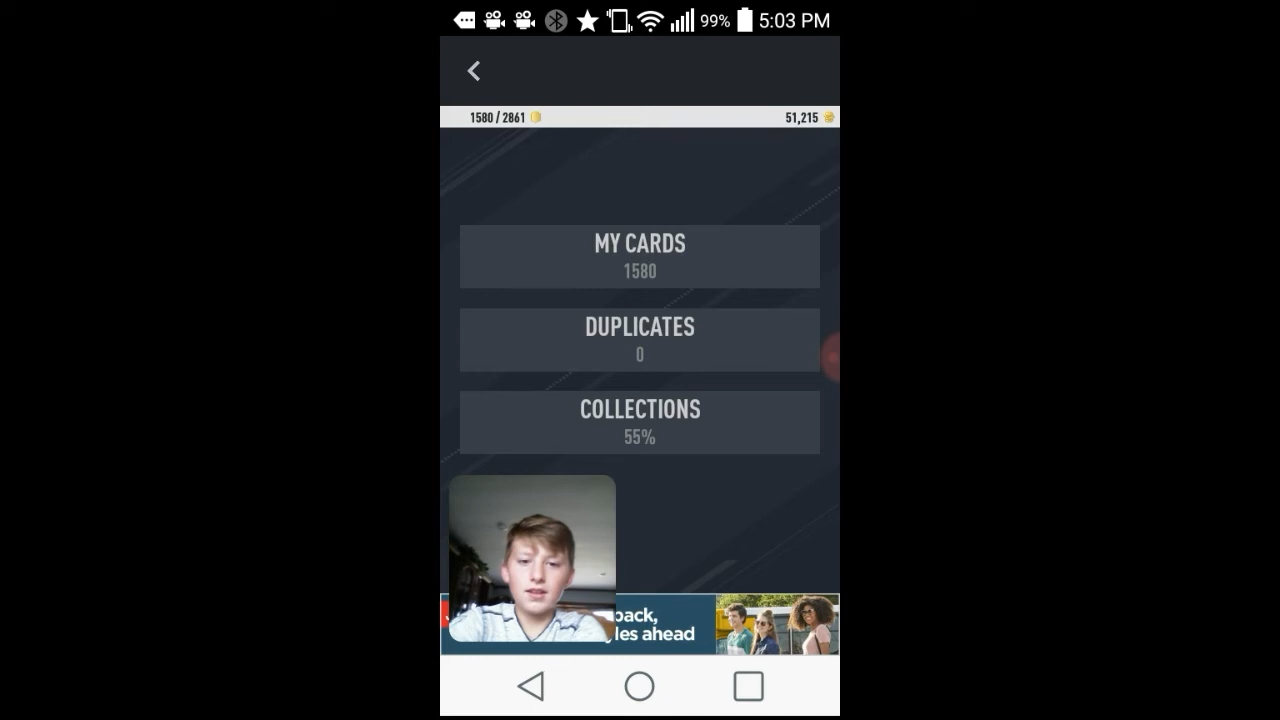 99% 5:03 PM
1580 / 2861 51,215
MY CARDS
1580
DUPLICATES
0
COLLECTIONS
55%
back,
les ahead